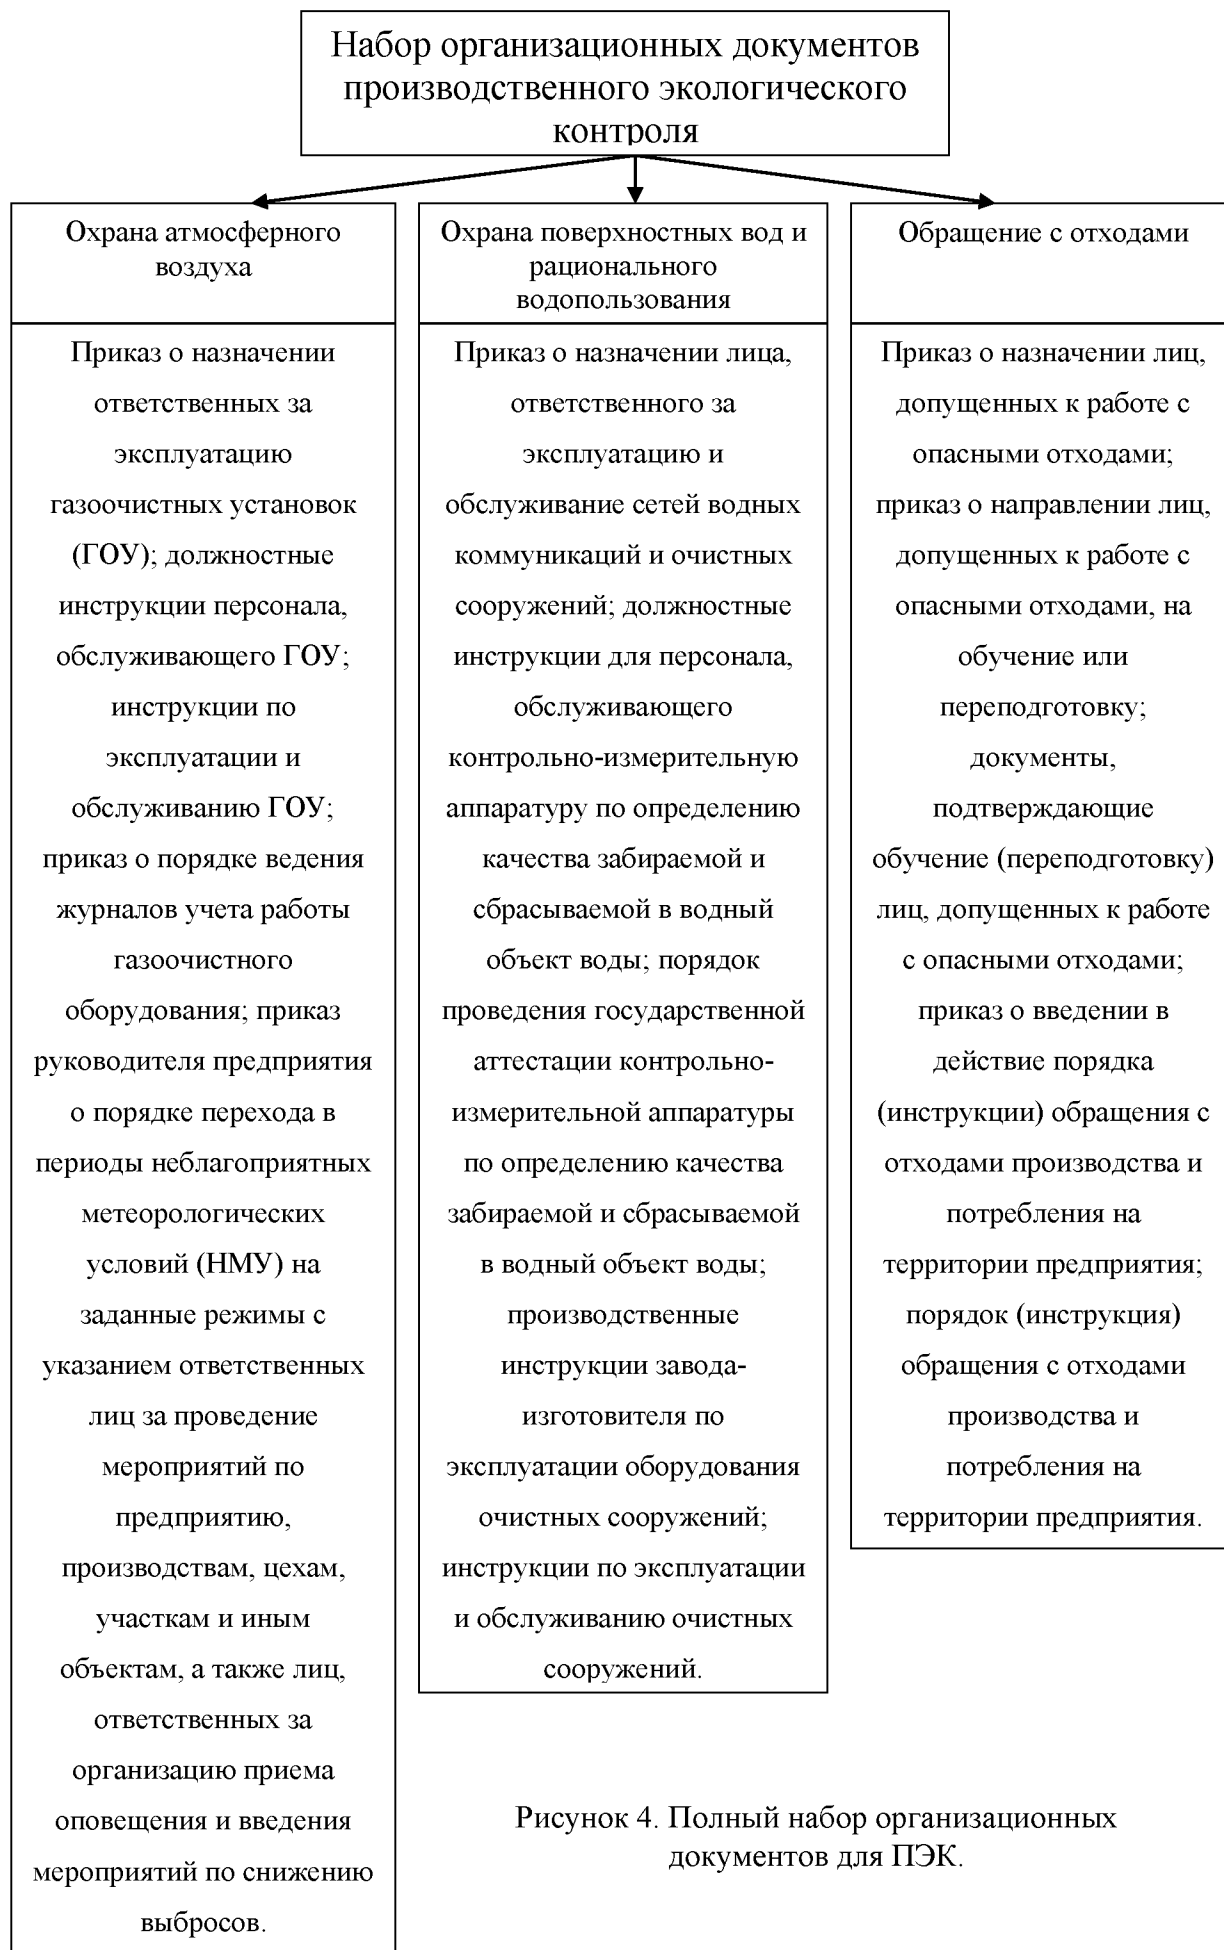 Набор организационных документов
производственного экологического
контроля
Охрана атмосферного
воздуха
Приказ о назначении
ответственных за
эксплуатацию
газоочистных установок
(ГОУ); должностные
инструкции персонала,
обслуживающего ГОУ;
инструкции по
эксплуатации и
обслуживанию ГОУ;
приказ о порядке ведения
журналов учета работы
газоочистного
оборудования; приказ
руководителя предприятия
о порядке перехода в
периоды неблагоприятных
метеорологических
условий (НМУ) на
заданные режимы с
указанием ответственных
лиц за проведение
мероприятий по
предприятию,
производствам, цехам,
участкам и иным
объектам, а также лиц,
ответственных за
организацию приема
оповещения и введения
мероприятий по снижению
выбросов.
Охрана поверхностных вод и
рационального
водопользования
Приказ о назначении лица,
ответственного за
эксплуатацию и
обслуживание сетей водных
коммуникаций и очистных
сооружений; должностные
инструкции для персонала,
обслуживающего
контрольно-измерительную
аппаратуру по определению
качества забираемой и
сбрасываемой в водный
объект воды; порядок
проведения государственной
аттестации контрольно-
измерительной аппаратуры
по определению качества
забираемой и сбрасываемой
в водный объект воды;
производственные
инструкции завода-
изготовителя по
эксплуатации оборудования
очистных сооружений;
инструкции по эксплуатации
и обслуживанию очистных
сооружений.
Обращение с отходами
Приказ о назначении лиц,
допущенных к работе с
опасными отходами;
приказ о направлении лиц,
допущенных к работе с
опасными отходами, на
обучение или
переподготовку;
документы,
подтверждающие
обучение (переподготовку)
лиц, допущенных к работе
с опасными отходами;
приказ о введении в
действие порядка
(инструкции) обращения с
отходами производства и
потребления на
территории предприятия;
порядок (инструкция)
обращения с отходами
производства и
потребления на
территории предприятия.
Рисунок 4. Полный набор организационных
документов для ПЭК.